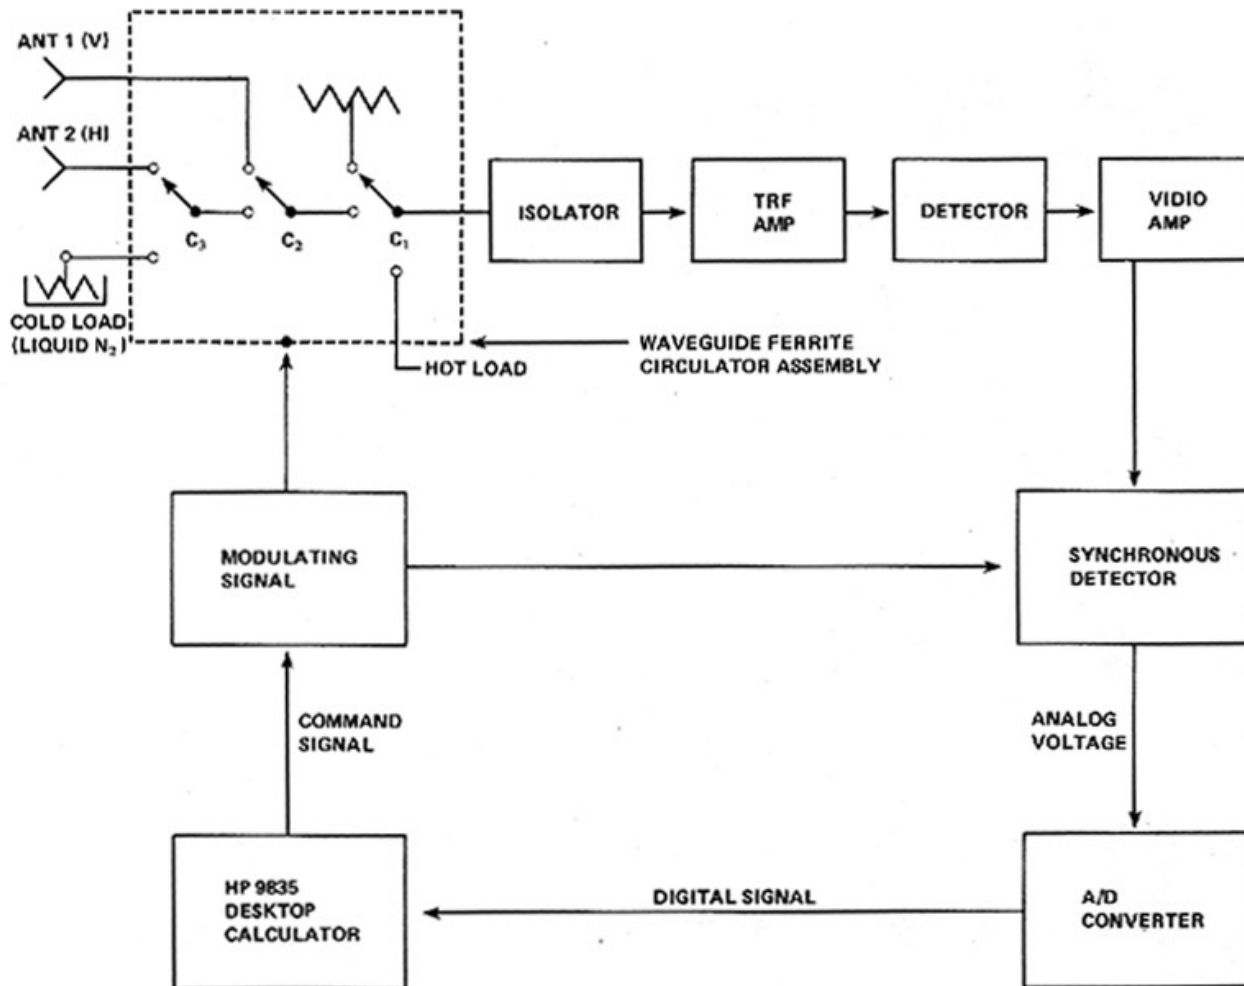 ANT 1 (V)
ANT 2 (H)
C₃
C₂
C₁
COLD LOAD
(LIQUID N₂)
HOT LOAD
WAVEGUIDE FERRITE
CIRCULATOR ASSEMBLY
ISOLATOR
TRF
AMP
DETECTOR
VIDIO
AMP
MODULATING
SIGNAL
SYNCHRONOUS
DETECTOR
COMMAND
SIGNAL
ANALOG
VOLTAGE
HP 9835
DESKTOP
CALCULATOR
DIGITAL SIGNAL
A/D
CONVERTER